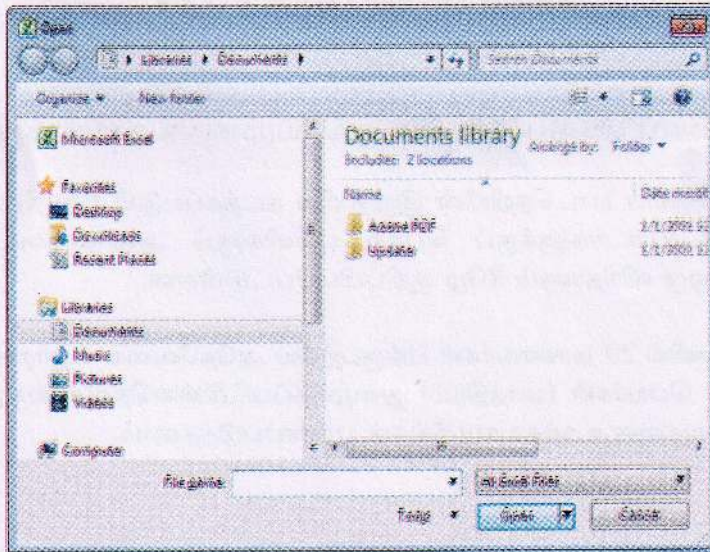 Open
Libraries ▸ Documents ▸
Search Documents
Organize ▾ New folder
Microsoft Excel
Favorites
Desktop
Downloads
Recent Places
Libraries
Documents
Music
Pictures
Videos
Computer
Documents library
Includes: 2 locations
Arrange by: Folder ▾
Name
Date modif
Adobe PDF
Updater
File name:
All Excel Files
Tools ▾
Open
Cancel